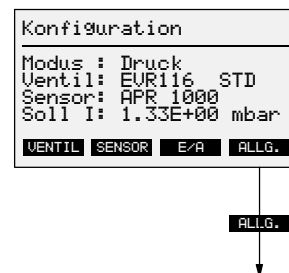 Konfiguration
Modus : Druck
Ventil: EVR116 STD
Sensor: APR 1000
Soll I: 1.33E+00 mbar
VENTIL SENSOR E/A ALLG.
ALLG.